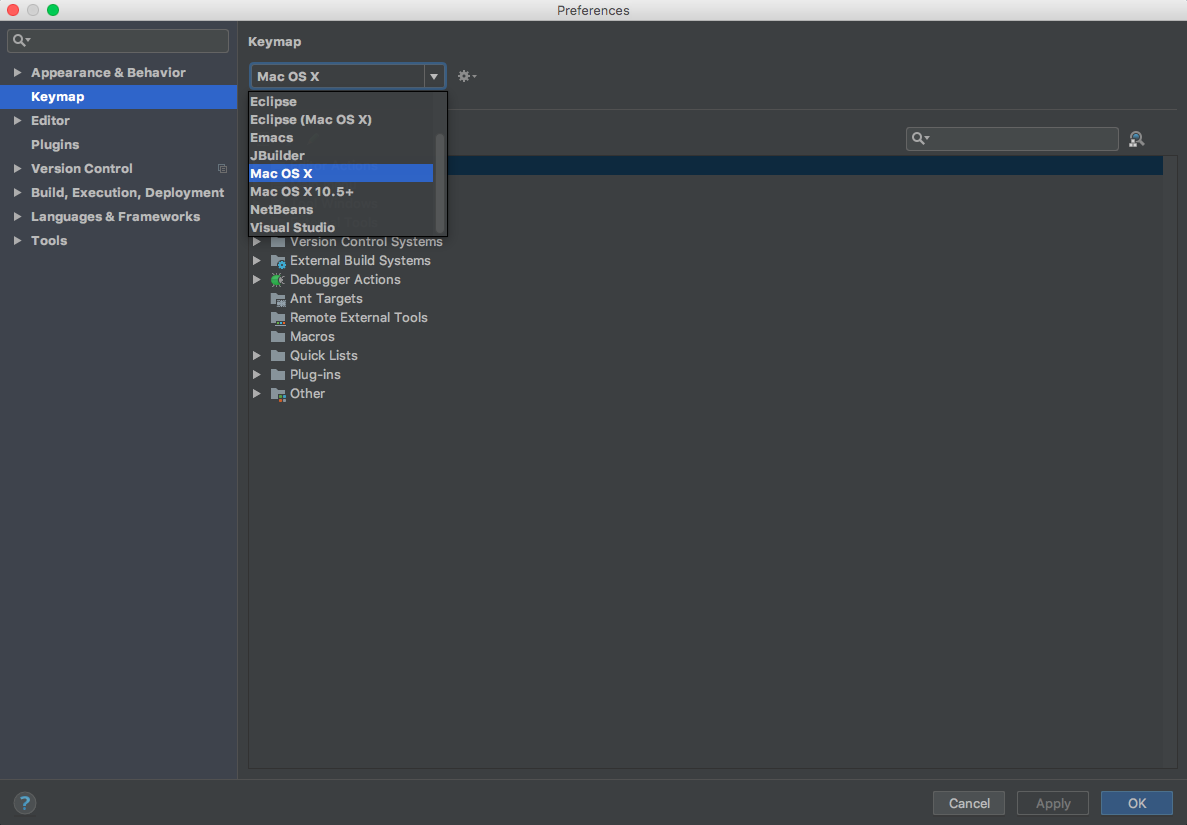 Preferences
Appearance & Behavior
Keymap
Editor
Plugins
Version Control
Build, Execution, Deployment
Languages & Frameworks
Tools
Keymap
Mac OS X
Eclipse
Eclipse (Mac OS X)
Emacs
JBuilder
Mac OS X
Mac OS X 10.5+
NetBeans
Visual Studio
Version Control Systems
External Build Systems
Debugger Actions
Ant Targets
Remote External Tools
Macros
Quick Lists
Plug-ins
Other
?
Cancel
Apply
OK